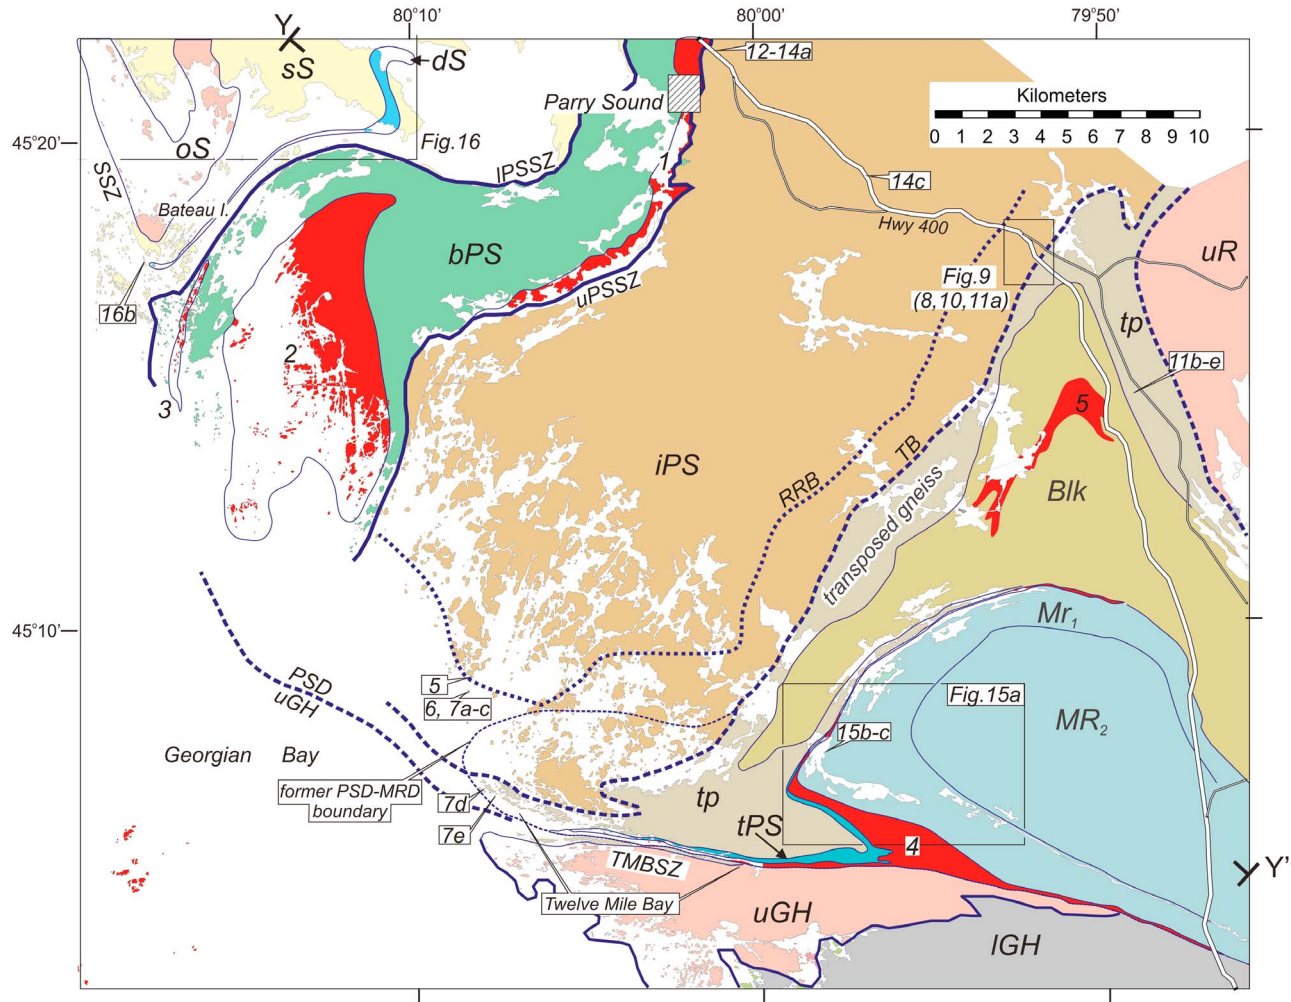 80°10'
80°00'
79°50'
Y
sS
dS
12-14a
Parry Sound
Kilometers
0 1 2 3 4 5 6 7 8 9 10
45°20'
Fig.16
oS
SSZ
lPSSZ
1
14c
Bateau I.
Hwy 400
bPS
uR
16b
uPSSZ
Fig.9
(8,10,11a)
tp
2
11b-e
3
5
iPS
TB
RRB
Blk
transposed gneiss
45°10'
Mr1
PSD
uGH
5
6, 7a-c
Fig.15a
MR2
15b-c
Georgian Bay
former PSD-MRD
boundary
7d
tp
7e
tPS
4
TMBSZ
Y'
Twelve Mile Bay
uGH
lGH